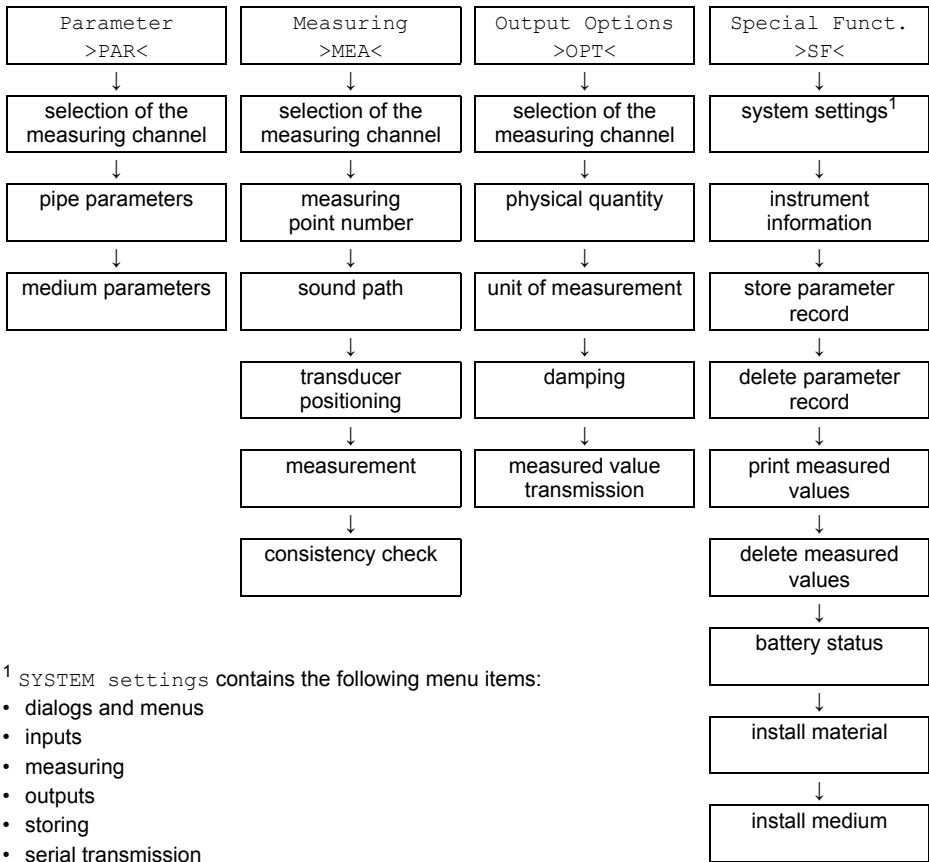 Parameter
>PAR<
↓
selection of the
measuring channel
↓
pipe parameters
↓
medium parameters
Measuring
>MEA<
↓
selection of the
measuring channel
↓
measuring
point number
↓
sound path
↓
transducer
positioning
↓
measurement
↓
consistency check
Output Options
>OPT<
↓
selection of the
measuring channel
↓
physical quantity
↓
unit of measurement
↓
damping
↓
measured value
transmission
Special Funct.
>SF<
↓
system settings1
↓
instrument
information
↓
store parameter
record
↓
delete parameter
record
↓
print measured
values
↓
delete measured
values
↓
battery status
↓
install material
↓
install medium
1 SYSTEM settings contains the following menu items:
• dialogs and menus
• inputs
• measuring
• outputs
• storing
• serial transmission